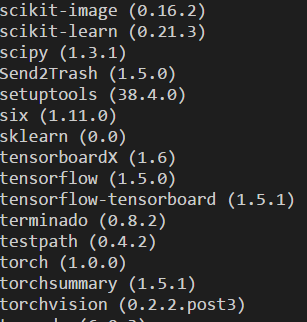 scikit-image (0.16.2)
scikit-learn (0.21.3)
scipy (1.3.1)
Send2Trash (1.5.0)
setuptools (38.4.0)
six (1.11.0)
sklearn (0.0)
tensorboardX (1.6)
tensorflow (1.5.0)
tensorflow-tensorboard (1.5.1)
terminado (0.8.2)
testpath (0.4.2)
torch (1.0.0)
torchsummary (1.5.1)
torchvision (0.2.2.post3)